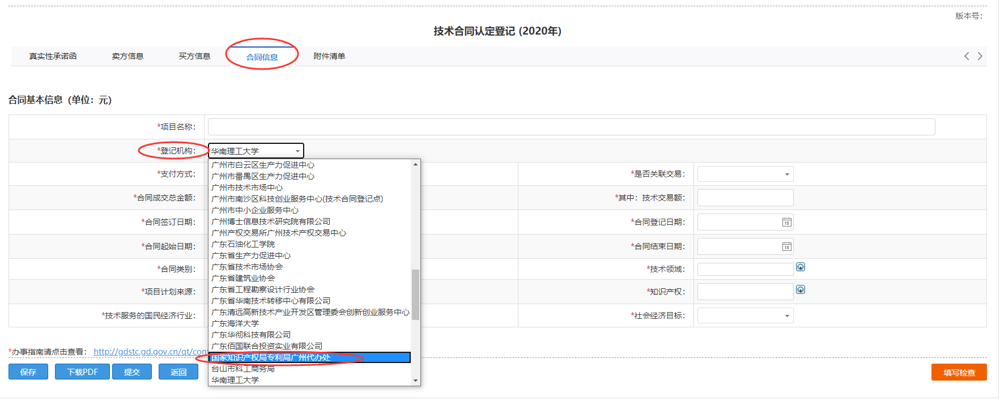 版本号：
技术合同认定登记 (2020年)
真实性承诺函 卖方信息 买方信息 合同信息 附件清单
合同基本信息（单位：元）
*项目名称：
*登记机构： 华南理工大学
广州市白云区生产力促进中心
*支付方式： 广州市番禺区生产力促进中心 *是否关联交易：
广州市技术市场中心
*合同成交总金额： 广州市南沙区科技创业服务中心(技术合同登记点) *其中：技术交易额：
广州市中小企业服务中心
*合同签订日期： 广州博士信息技术研究院有限公司 *合同登记日期： 15
广州产权交易所广州技术产权交易中心
*合同起始日期： 广东石油化工学院 *合同结束日期： 15
广东省生产力促进中心
*合同类别： 广东省技术市场协会 *技术领域：
广东省建筑业协会
*项目计划来源： 广东省工程勘察设计行业协会 *知识产权：
广东省华南技术转移中心有限公司
*技术服务的国民经济行业： 广东清远高新技术产业开发区管理委会创新创业服务中心 *社会经济目标：
广东海洋大学
广东华彻科技有限公司
广东佰国联合投资实业有限公司
*办事指南请点击查看： http://gdstc.gd.gov.cn/qt/con
国家知识产权局专利局广州代办处
台山市科工商务局
华南理工大学
保存 下载PDF 提交 返回 填写检查